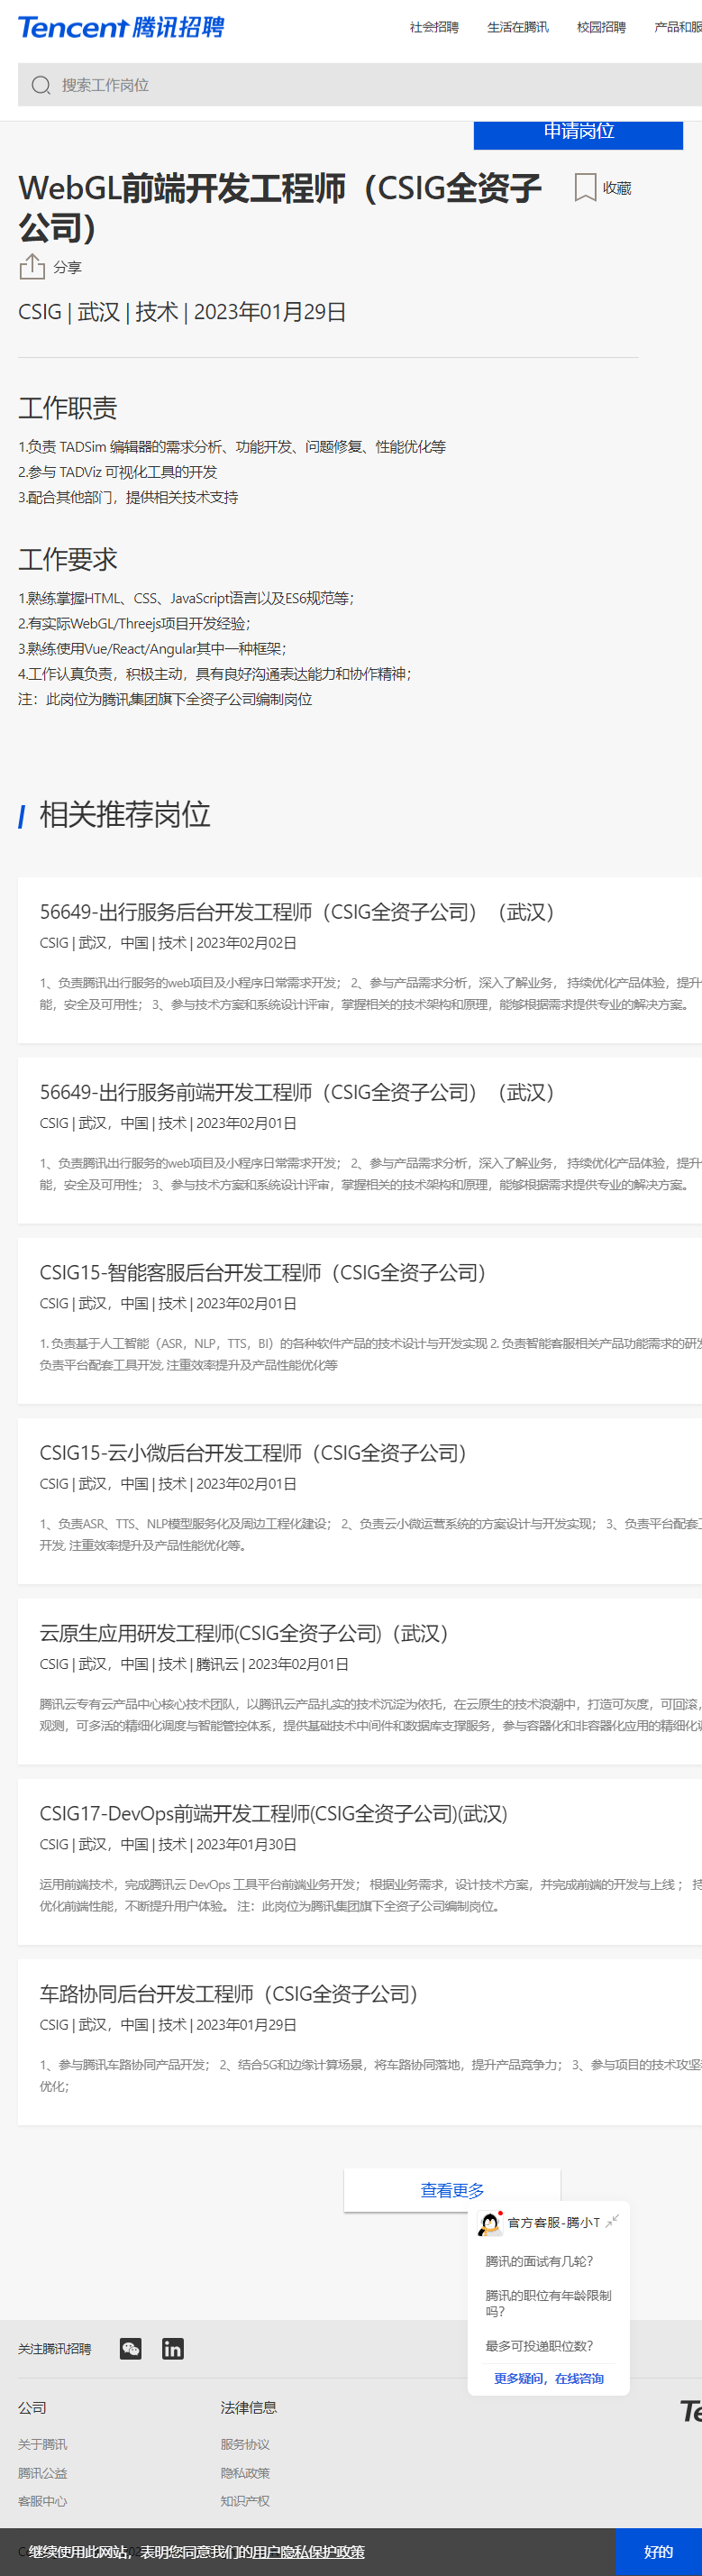 Tencent 腾讯招聘
社会招聘 生活在腾讯 校园招聘 产品和服
搜索工作岗位
申请岗位
WebGL前端开发工程师（CSIG全资子
公司）
收藏
分享
CSIG | 武汉 | 技术 | 2023年01月29日
工作职责
1.负责 TADSim 编辑器的需求分析、功能开发、问题修复、性能优化等
2.参与 TADViz 可视化工具的开发
3.配合其他部门，提供相关技术支持
工作要求
1.熟练掌握HTML、CSS、JavaScript语言以及ES6规范等；
2.有实际WebGL/Threejs项目开发经验；
3.熟练使用Vue/React/Angular其中一种框架；
4.工作认真负责，积极主动，具有良好沟通表达能力和协作精神；
注：此岗位为腾讯集团旗下全资子公司编制岗位
相关推荐岗位
56649-出行服务后台开发工程师（CSIG全资子公司）（武汉）
CSIG | 武汉，中国 | 技术 | 2023年02月02日
1、负责腾讯出行服务的web项目及小程序日常需求开发； 2、参与产品需求分析，深入了解业务， 持续优化产品体验，提升
能，安全及可用性； 3、参与技术方案和系统设计评审，掌握相关的技术架构和原理，能够根据需求提供专业的解决方案。
56649-出行服务前端开发工程师（CSIG全资子公司）（武汉）
CSIG | 武汉，中国 | 技术 | 2023年02月01日
1、负责腾讯出行服务的web项目及小程序日常需求开发； 2、参与产品需求分析，深入了解业务， 持续优化产品体验，提升
能，安全及可用性； 3、参与技术方案和系统设计评审，掌握相关的技术架构和原理，能够根据需求提供专业的解决方案。
CSIG15-智能客服后台开发工程师（CSIG全资子公司）
CSIG | 武汉，中国 | 技术 | 2023年02月01日
1. 负责基于人工智能（ASR，NLP，TTS，BI）的各种软件产品的技术设计与开发实现 2. 负责智能客服相关产品功能需求的研发
负责平台配套工具开发, 注重效率提升及产品性能优化等
CSIG15-云小微后台开发工程师（CSIG全资子公司）
CSIG | 武汉，中国 | 技术 | 2023年02月01日
1、负责ASR、TTS、NLP模型服务化及周边工程化建设； 2、负责云小微运营系统的方案设计与开发实现； 3、负责平台配套工
开发, 注重效率提升及产品性能优化等。
云原生应用研发工程师(CSIG全资子公司)（武汉）
CSIG | 武汉，中国 | 技术 | 腾讯云 | 2023年02月01日
腾讯云专有云产品中心核心技术团队，以腾讯云产品扎实的技术沉淀为依托，在云原生的技术浪潮中，打造可灰度，可回滚，
观测，可多活的精细化调度与智能管控体系，提供基础技术中间件和数据库支撑服务，参与容器化和非容器化应用的精细化调
CSIG17-DevOps前端开发工程师(CSIG全资子公司)(武汉)
CSIG | 武汉，中国 | 技术 | 2023年01月30日
运用前端技术，完成腾讯云 DevOps 工具平台前端业务开发； 根据业务需求，设计技术方案，并完成前端的开发与上线 ； 持
优化前端性能，不断提升用户体验。 注：此岗位为腾讯集团旗下全资子公司编制岗位。
车路协同后台开发工程师（CSIG全资子公司）
CSIG | 武汉，中国 | 技术 | 2023年01月29日
1、参与腾讯车路协同产品开发； 2、结合5G和边缘计算场景，将车路协同落地，提升产品竞争力； 3、参与项目的技术攻坚
优化；
查看更多
官方客服-腾小T
腾讯的面试有几轮？
腾讯的职位有年龄限制
吗？
最多可投递职位数？
更多疑问，在线咨询
关注腾讯招聘
公司 法律信息
Te
关于腾讯 服务协议
腾讯公益 隐私政策
客服中心 知识产权
继续使用此网站，表明您同意我们的用户隐私保护政策 好的